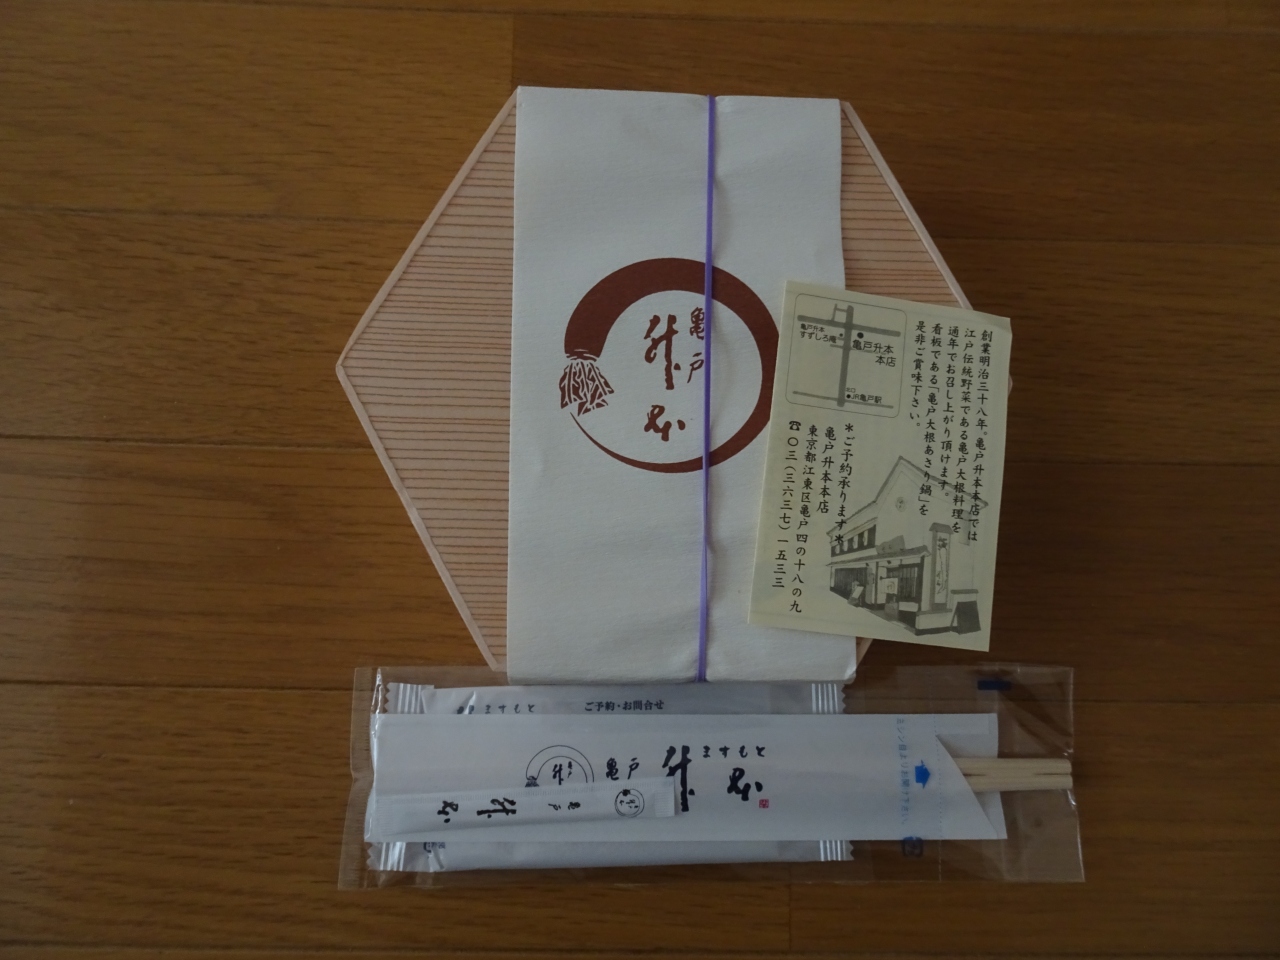 亀戸
升本
亀戸升本
すずしろ庵
亀戸升本
本店
JR亀戸駅
創業明治三十八年。亀戸升本本店では
江戸伝統野菜である亀戸大根料理を
通年でお召し上がり頂けます。
看板である「亀戸大根あさり鍋」を
是非ご賞味下さい。
*ご予約承ります*
亀戸升本本店
東京都江東区亀戸四の十八の九
☎〇三(三六三七)一五三三
ますもと
ご予約・お問合せ
ますもと
亀戸
升本
亀戸
升本